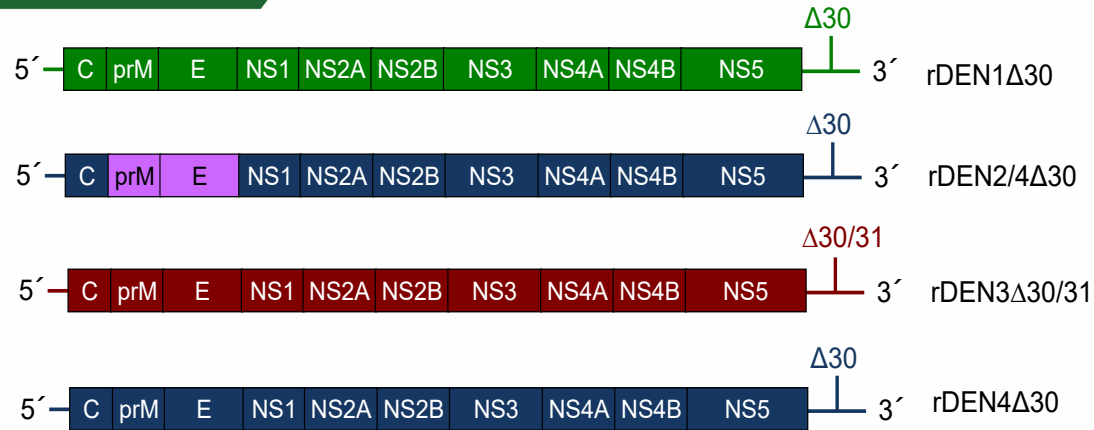 Δ30
5´ C prM E NS1 NS2A NS2B NS3 NS4A NS4B NS5 3´ rDEN1Δ30
Δ30
5´ C prM E NS1 NS2A NS2B NS3 NS4A NS4B NS5 3´ rDEN2/4Δ30
Δ30/31
5´ C prM E NS1 NS2A NS2B NS3 NS4A NS4B NS5 3´ rDEN3Δ30/31
Δ30
5´ C prM E NS1 NS2A NS2B NS3 NS4A NS4B NS5 3´ rDEN4Δ30